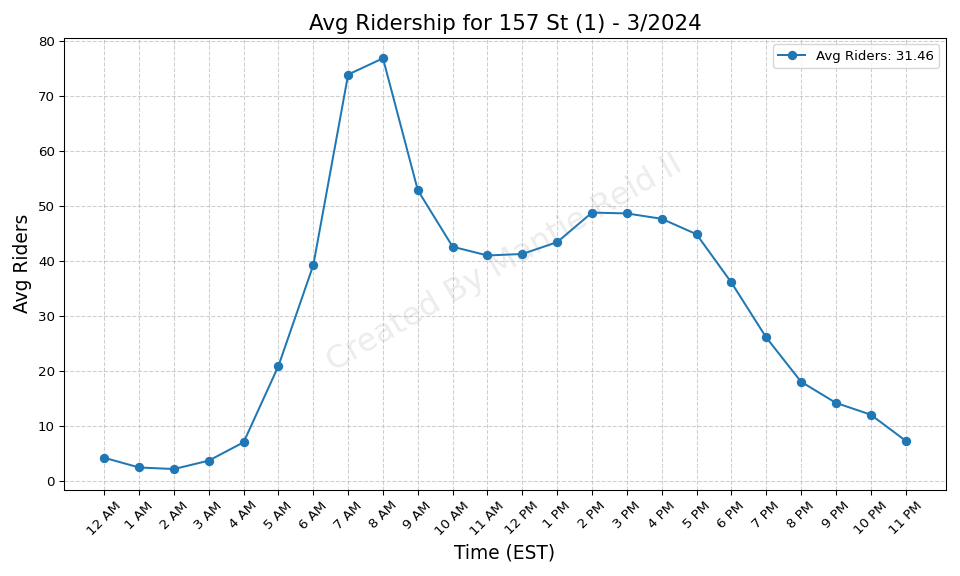 Avg Ridership for 157 St (1) - 3/2024
Avg Riders: 31.46
80
70
60
50
40
30
20
10
0
Avg Riders
Created By Mantie Reid II
12 AM
1 AM
2 AM
3 AM
4 AM
5 AM
6 AM
7 AM
8 AM
9 AM
10 AM
11 AM
12 PM
1 PM
2 PM
3 PM
4 PM
5 PM
6 PM
7 PM
8 PM
9 PM
10 PM
11 PM
Time (EST)